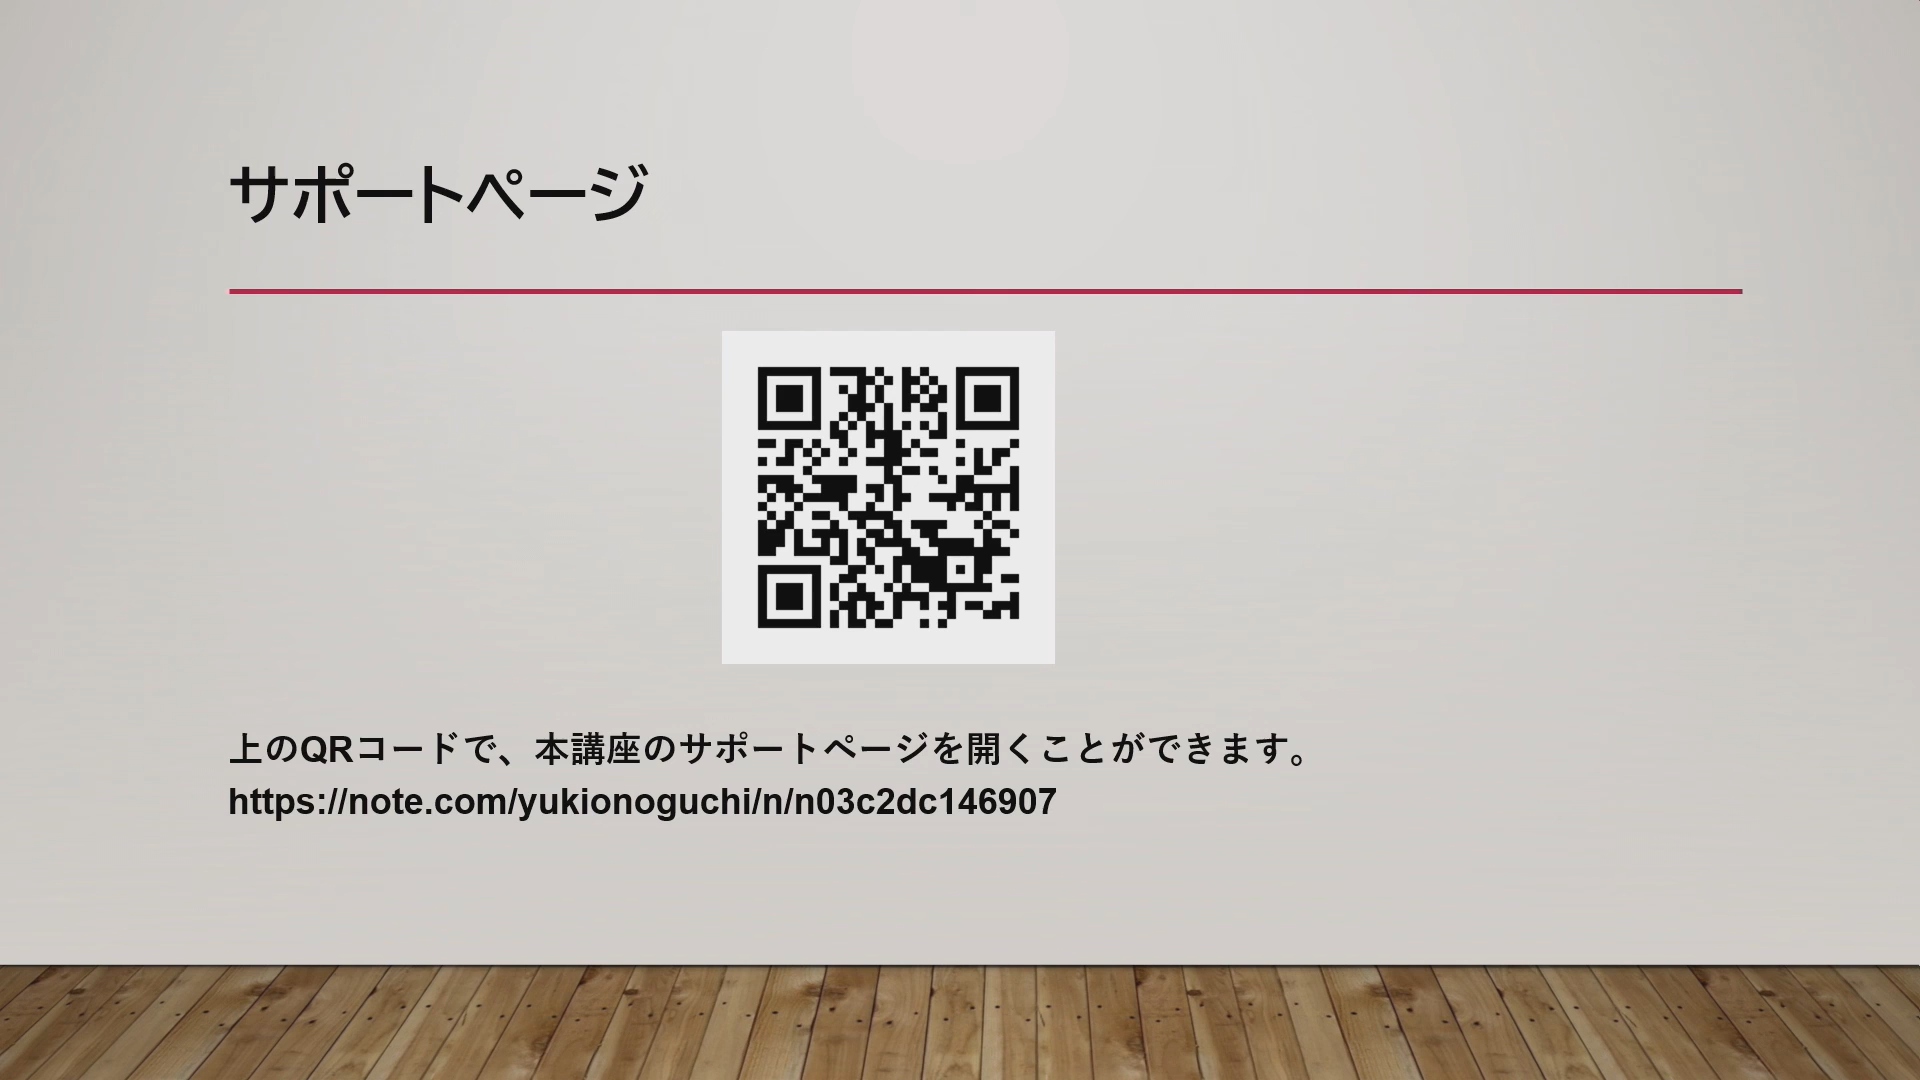 サポートページ
上のQRコードで、本講座のサポートページを開くことができます。
https://note.com/yukionoguchi/n/n03c2dc146907